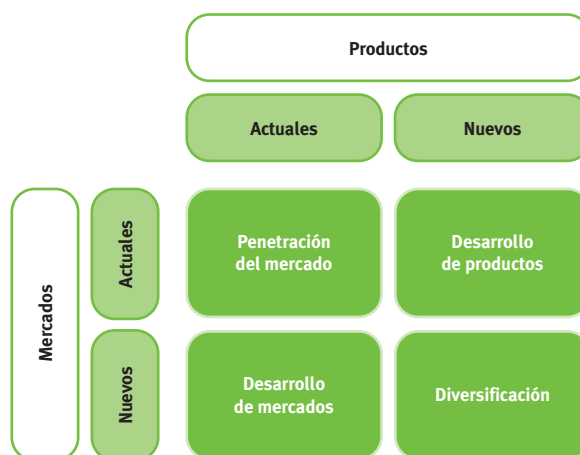 Productos
Actuales
Nuevos
Mercados
Actuales
Penetración
del mercado
Desarrollo
de productos
Nuevos
Desarrollo
de mercados
Diversificación